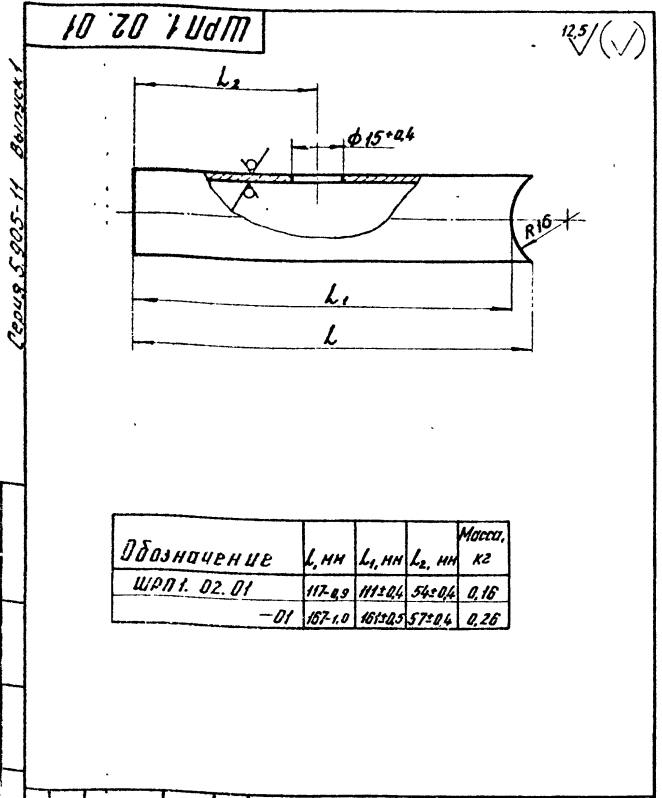 ШРП1. 02. 01
12,5
Серия 5.905-11 Выпуск 1
L₂
ϕ15⁺⁰,⁴
R16
L₁
L
Обозначение L, мм L₁, мм L₂, мм Масса, кг
ШРП1. 02. 01 117-0,9 111±0,4 54±0,4 0,16
-01 167-1,0 161±0,5 57±0,4 0,26